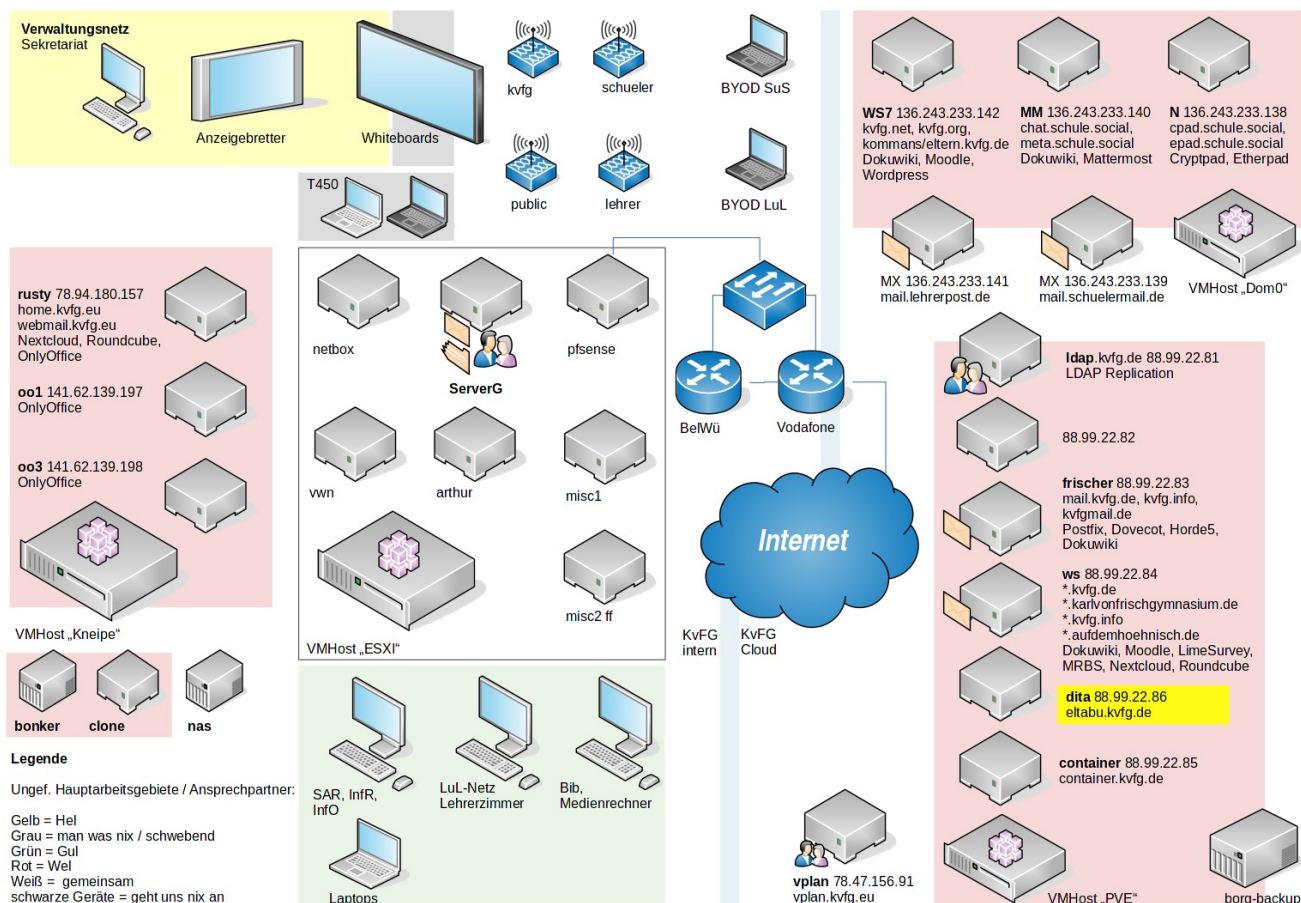 Verwaltungsnetz
Sekretariat
Anzeigebretter
Whiteboards
kvfg
schueler
BYOD SuS
public
lehrer
BYOD LuL
T450
WS7 136.243.233.142
kvfg.net, kvfg.org,
kommans/eltern.kvfg.de
Dokuwiki, Moodle,
Wordpress
MM 136.243.233.140
chat.schule.social,
meta.schule.social
Dokuwiki, Mattermost
N 136.243.233.138
cpad.schule.social,
epad.schule.social
Cryptpad, Etherpad
MX 136.243.233.141
mail.lehrerpost.de
MX 136.243.233.139
mail.schuelermail.de
VMHost „Dom0“
rusty 78.94.180.157
home.kvfg.eu
webmail.kvfg.eu
Nextcloud, Roundcube,
OnlyOffice
oo1 141.62.139.197
OnlyOffice
oo3 141.62.139.198
OnlyOffice
VMHost „Kneipe“
netbox
ServerG
pfsense
vwn
arthur
misc1
misc2 ff
VMHost „ESXI“
BelWü
Vodafone
Internet
KvFG
intern
KvFG
Cloud
ldap.kvfg.de 88.99.22.81
LDAP Replication
88.99.22.82
frischer 88.99.22.83
mail.kvfg.de, kvfg.info,
kvfgmail.de
Postfix, Dovecot, Horde5,
Dokuwiki
ws 88.99.22.84
*.kvfg.de
*.karlvonfrischgymnasium.de
*.kvfg.info
*.aufdemhoehnisch.de
Dokuwiki, Moodle, LimeSurvey,
MRBS, Nextcloud, Roundcube
dita 88.99.22.86
eltabu.kvfg.de
container 88.99.22.85
container.kvfg.de
VMHost „PVE“
borg-backup
vplan 78.47.156.91
vplan.kvfg.eu
bonker
clone
nas
SAR, InfR,
InfO
LuL-Netz
Lehrerzimmer
Bib,
Medienrechner
Laptops
Legende
Ungef. Hauptarbeitsgebiete / Ansprechpartner:
Gelb = Hel
Grau = man was nix / schwebend
Grün = Gul
Rot = Wel
Weiß =  gemeinsam
schwarze Geräte = geht uns nix an